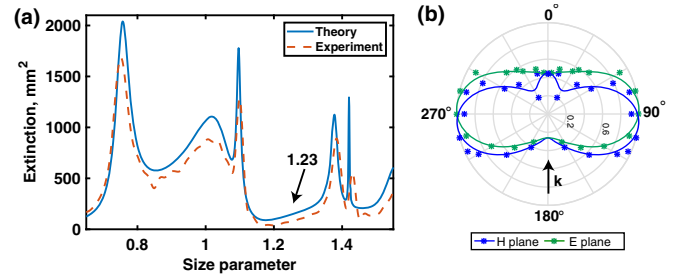 (a)
2000
1500
1000
500
0
Extinction, mm²
Theory
Experiment
1.23
0.8
1
1.2
1.4
Size parameter
(b)
0°
270°
90°
0.2
0.6
k
180°
H plane
E plane